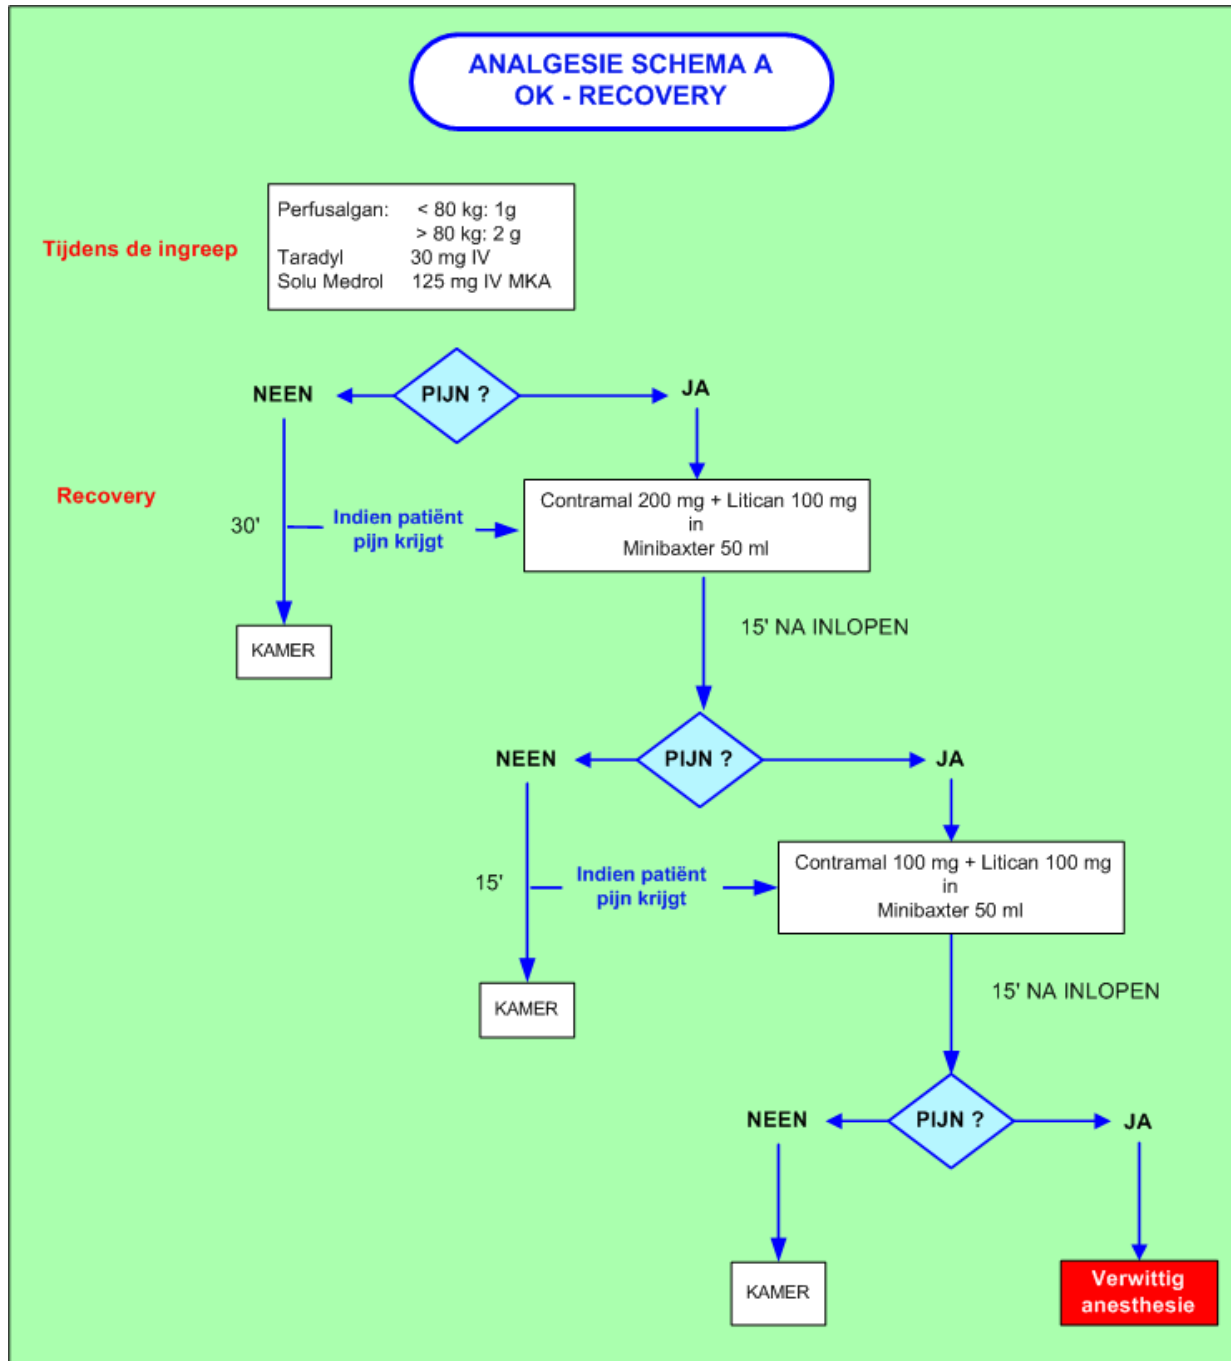 ANALGESIE SCHEMA A
OK - RECOVERY
Perfusalgan: < 80 kg: 1g
> 80 kg: 2 g
Tijdens de ingreep
Taradyl 30 mg IV
Solu Medrol 125 mg IV MKA
NEEN
PIJN ?
JA
Recovery
30'
Indien patiënt
pijn krijgt
Contramal 200 mg + Litican 100 mg
in
Minibaxter 50 ml
KAMER
15' NA INLOPEN
NEEN
PIJN ?
JA
15'
Indien patiënt
pijn krijgt
Contramal 100 mg + Litican 100 mg
in
Minibaxter 50 ml
KAMER
15' NA INLOPEN
NEEN
PIJN ?
JA
KAMER
Verwittig
anesthesie